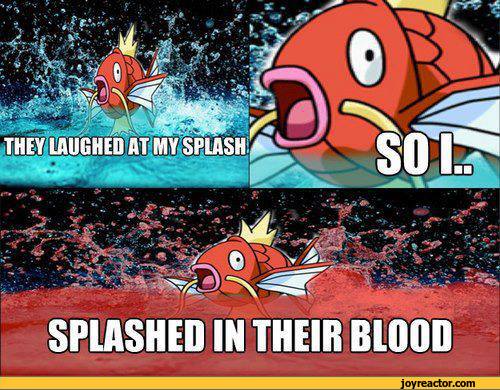 THEY LAUGHED AT MY SPLASH
SO I..
SPLASHED IN THEIR BLOOD
joyreactor.com